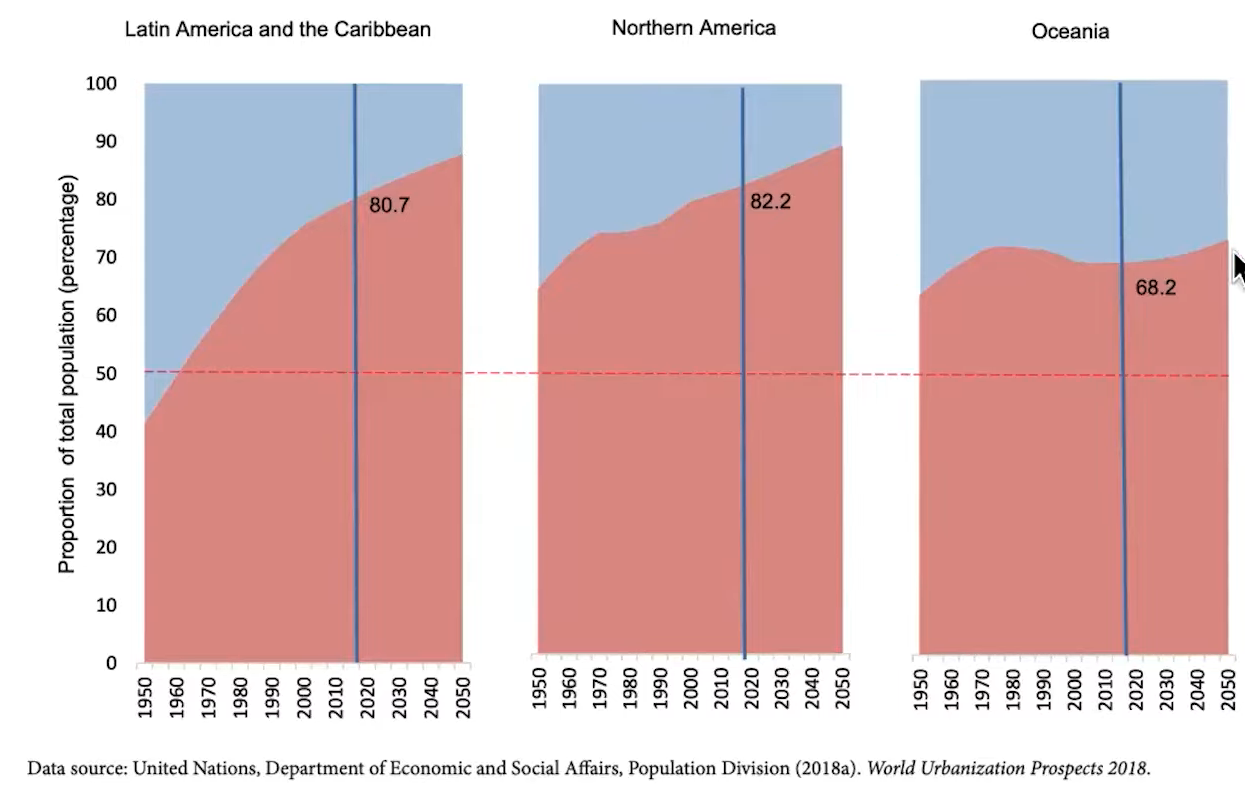 Latin America and the Caribbean
Northern America
Oceania
Proportion of total population (percentage)
100
90
80
70
60
50
40
30
20
10
0
80.7
82.2
68.2
1950 1960 1970 1980 1990 2000 2010 2020 2030 2040 2050
1950 1960 1970 1980 1990 2000 2010 2020 2030 2040 2050
1950 1960 1970 1980 1990 2000 2010 2020 2030 2040 2050
Data source: United Nations, Department of Economic and Social Affairs, Population Division (2018a). World Urbanization Prospects 2018.